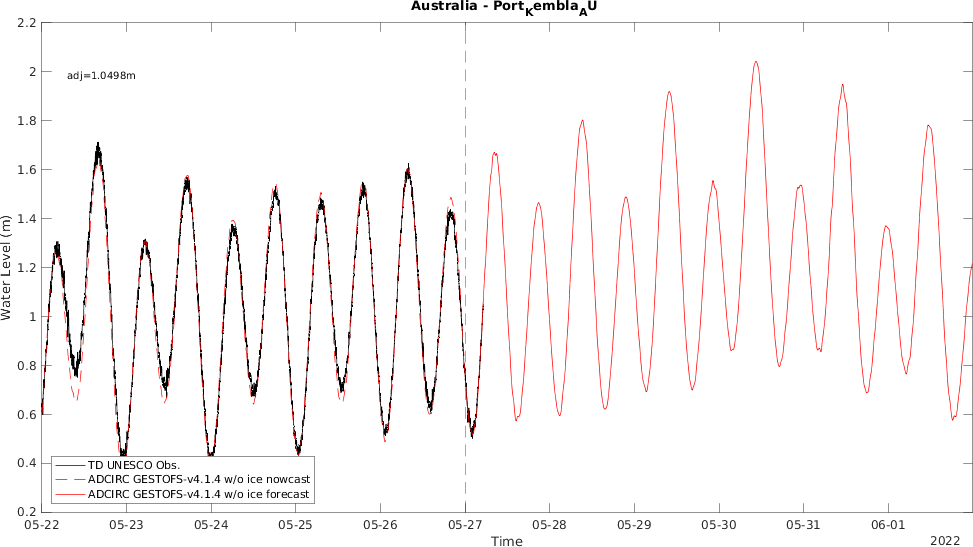 Australia - PortKemblaAU
2.2
2
1.8
1.6
1.4
1.2
1
0.8
0.6
0.4
0.2
Water Level (m)
adj=1.0498m
TD UNESCO Obs.
ADCIRC GESTOFS-v4.1.4 w/o ice nowcast
ADCIRC GESTOFS-v4.1.4 w/o ice forecast
05-22 05-23 05-24 05-25 05-26 05-27 05-28 05-29 05-30 05-31 06-01
Time
2022